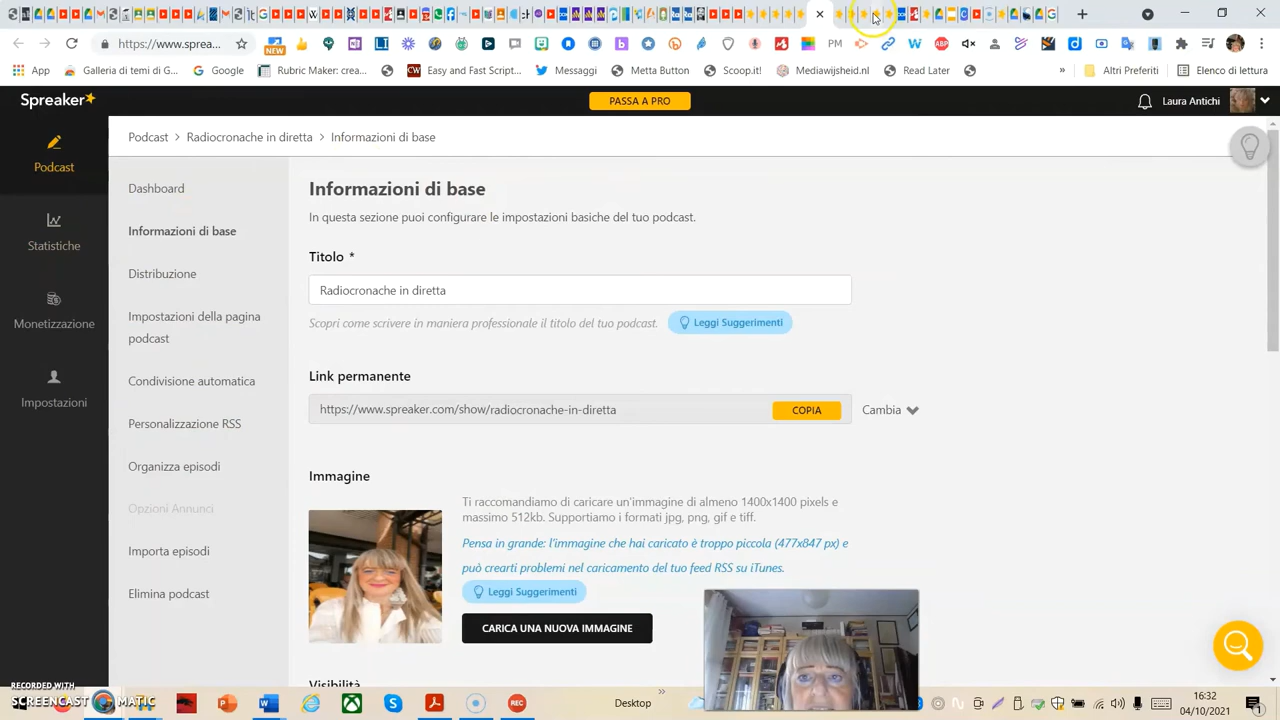 https://www.sprea...
NEW
PM
ABP
App
Galleria di temi di G...
Google
Rubric Maker: crea...
CW
Easy and Fast Script...
Messaggi
Metta Button
Scoop.it!
Mediawijsheid.nl
Read Later
»
Altri Preferiti
Elenco di lettura
Spreaker
PASSA A PRO
Laura Antichi
Podcast
Statistiche
Monetizzazione
Impostazioni
Podcast > Radiocronache in diretta > Informazioni di base
Dashboard
Informazioni di base
Distribuzione
Impostazioni della pagina
podcast
Condivisione automatica
Personalizzazione RSS
Organizza episodi
Opzioni Annunci
Importa episodi
Elimina podcast
Informazioni di base
In questa sezione puoi configurare le impostazioni basiche del tuo podcast.
Titolo *
Radiocronache in diretta
Scopri come scrivere in maniera professionale il titolo del tuo podcast.
Leggi Suggerimenti
Link permanente
https://www.spreaker.com/show/radiocronache-in-diretta
COPIA
Cambia
Immagine
Ti raccomandiamo di caricare un'immagine di almeno 1400x1400 pixels e
massimo 512kb. Supportiamo i formati jpg, png, gif e tiff.
Pensa in grande: l'immagine che hai caricato è troppo piccola (477x847 px) e
può crearti problemi nel caricamento del tuo feed RSS su iTunes.
Leggi Suggerimenti
CARICA UNA NUOVA IMMAGINE
Visibilità
RECORDED WITH
SCREENCAST MATIC
REC
Desktop
»
16:32
04/10/2021